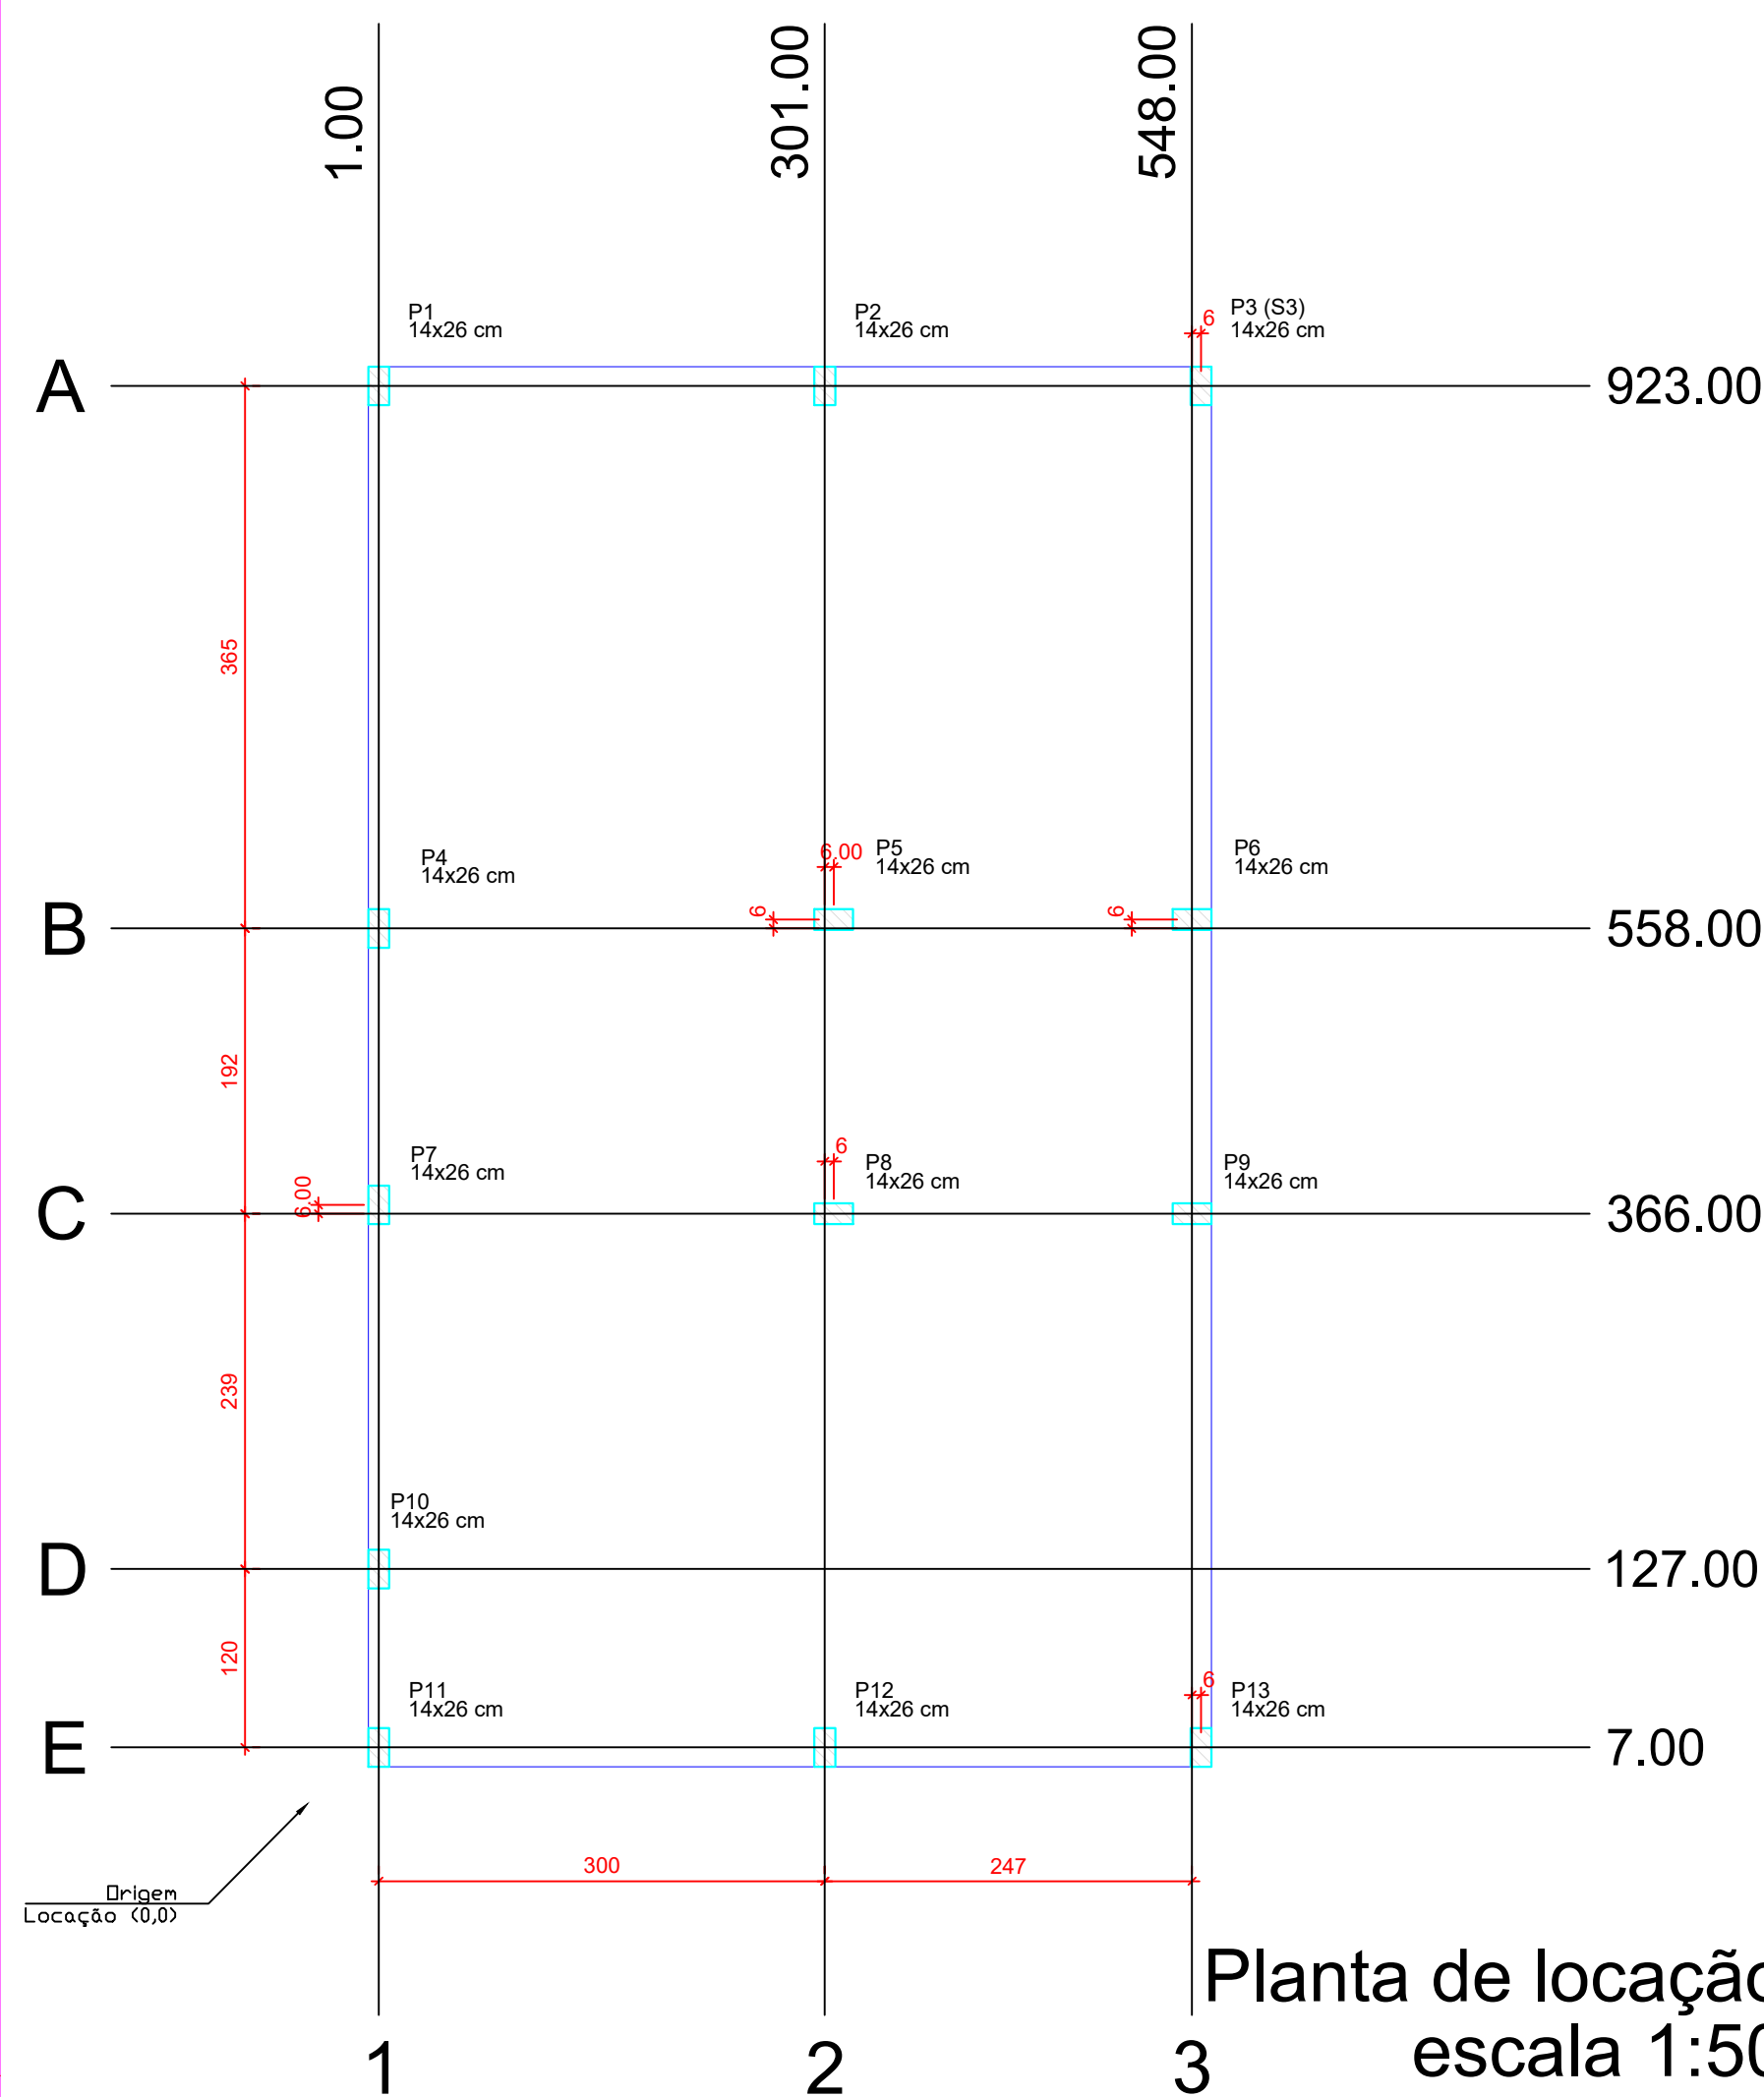 1.00
301.00
548.00
P1
14x26 cm
P2
14x26 cm
6
P3 (S3)
14x26 cm
A
923.00
365
P4
14x26 cm
6,00
P5
14x26 cm
P6
14x26 cm
6
6
B
558.00
192
P7
14x26 cm
6
P8
14x26 cm
P9
14x26 cm
6,00
C
366.00
239
P10
14x26 cm
D
127.00
120
P11
14x26 cm
P12
14x26 cm
6
P13
14x26 cm
E
7.00
300
247
Origem
Locação (0,0)
Planta de locação
escala 1:50
1
2
3